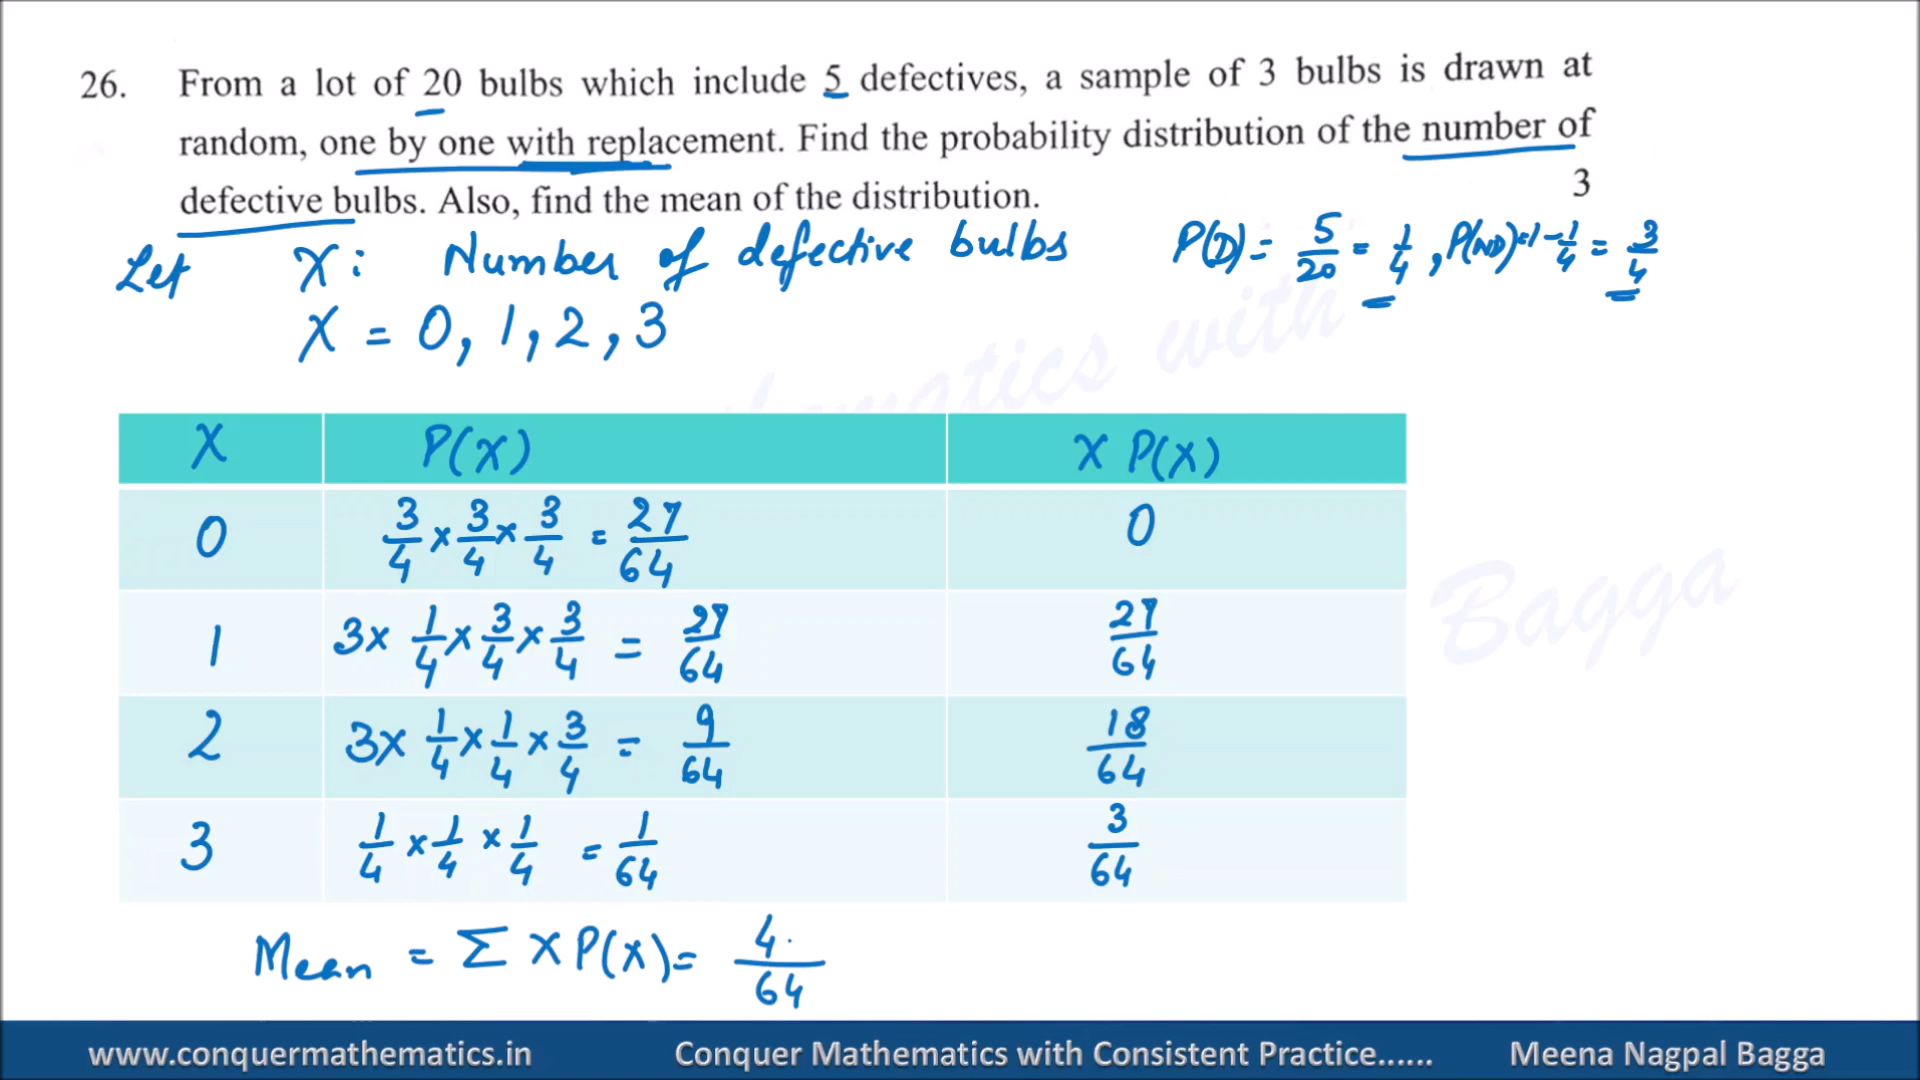 26. From a lot of 20 bulbs which include 5 defectives, a sample of 3 bulbs is drawn at
random, one by one with replacement. Find the probability distribution of the number of
defective bulbs. Also, find the mean of the distribution. 3
Let X: Number of defective bulbs P(D)= 5/20 = 1/4, P(ND)=1-1/4 = 3/4
X = 0, 1, 2, 3
thematics with
X P(X) X P(X)
0 3/4 × 3/4 × 3/4 = 27/64 0
1 3× 1/4 × 3/4 × 3/4 = 27/64 27/64
Bagga
2 3× 1/4 × 1/4 × 3/4 = 9/64 18/64
3 1/4 × 1/4 × 1/4 = 1/64 3/64
Mean = Σ X P(X) = 4/64
www.conquermathematics.in Conquer Mathematics with Consistent Practice...... Meena Nagpal Bagga